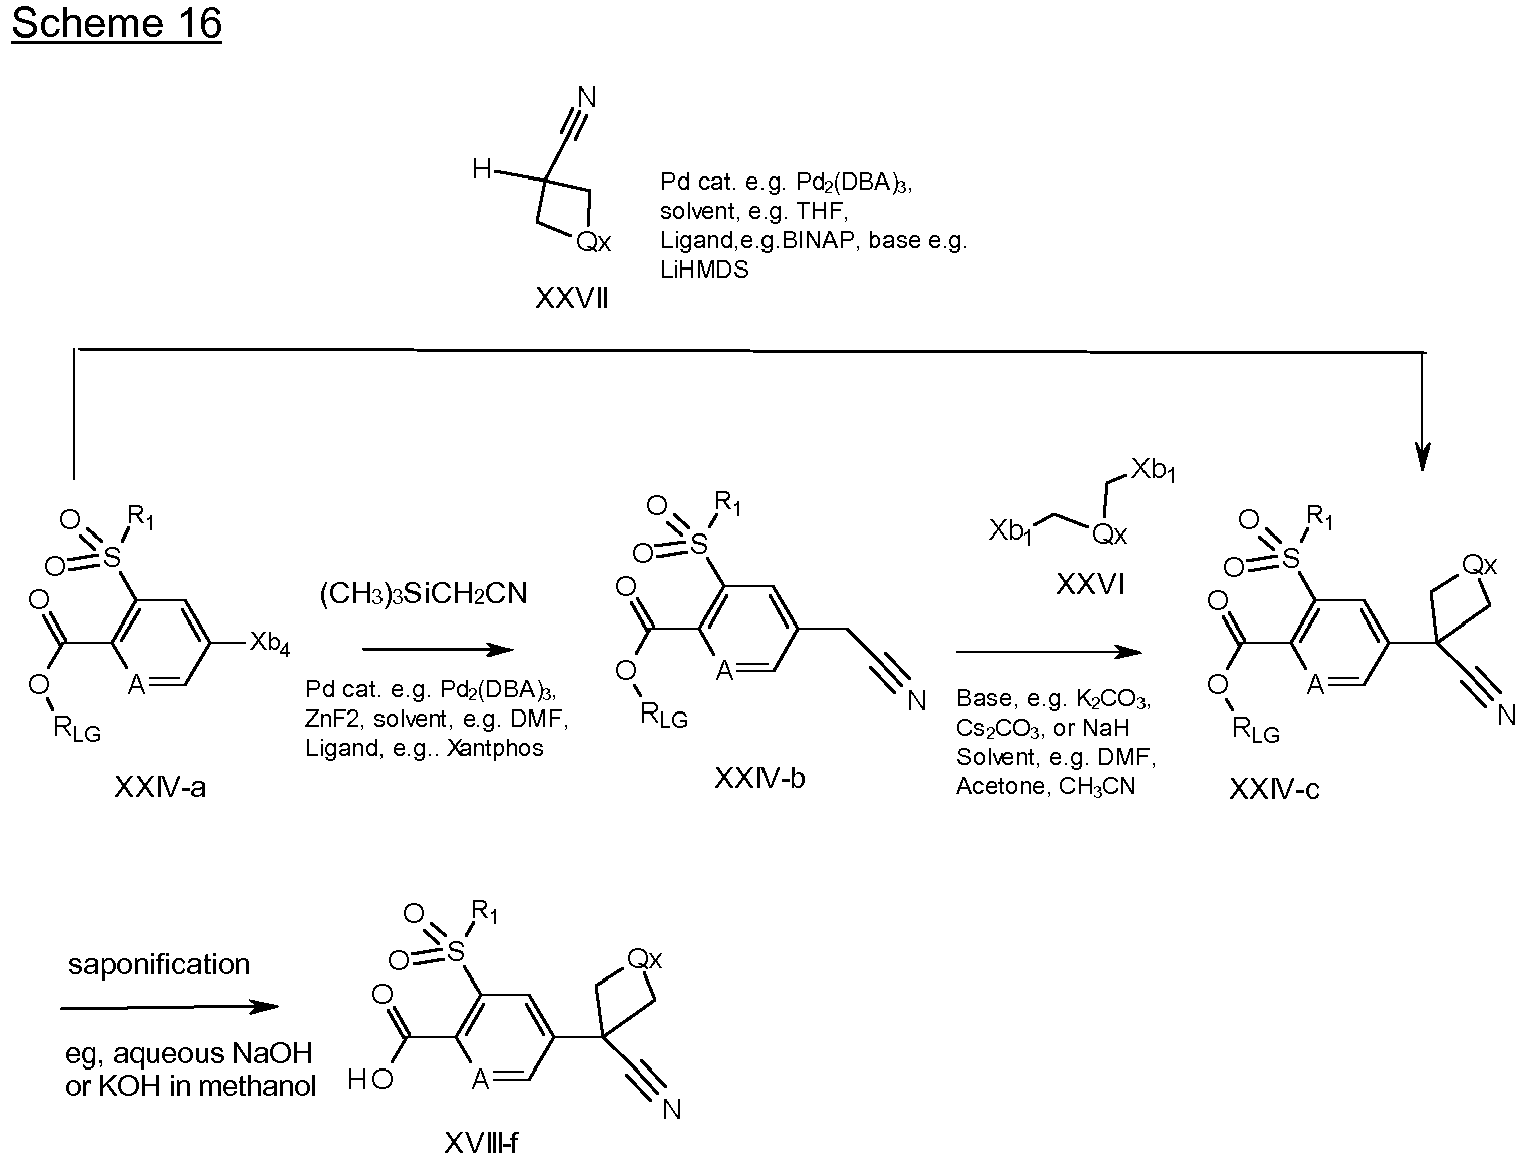 Scheme 16
N
H
Qx
XXVII
Pd cat. e.g. Pd2(DBA)3,
solvent, e.g. THF,
Ligand,e.g.BINAP, base e.g.
LiHMDS
O
R1
O
S
O
Xb4
O
A
RLG
XXIV-a
(CH3)3SiCH2CN
Pd cat. e.g. Pd2(DBA)3,
ZnF2, solvent, e.g. DMF,
Ligand, e.g.. Xantphos
O
R1
O
S
O
O
A
N
RLG
XXIV-b
Xb1
Xb1
Qx
XXVI
Base, e.g. K2CO3,
Cs2CO3, or NaH
Solvent, e.g. DMF,
Acetone, CH3CN
O
R1
O
S
Qx
O
O
A
N
RLG
XXIV-c
saponification
eg, aqueous NaOH
or KOH in methanol
O
R1
O
S
Qx
O
HO
A
N
XVIII-f